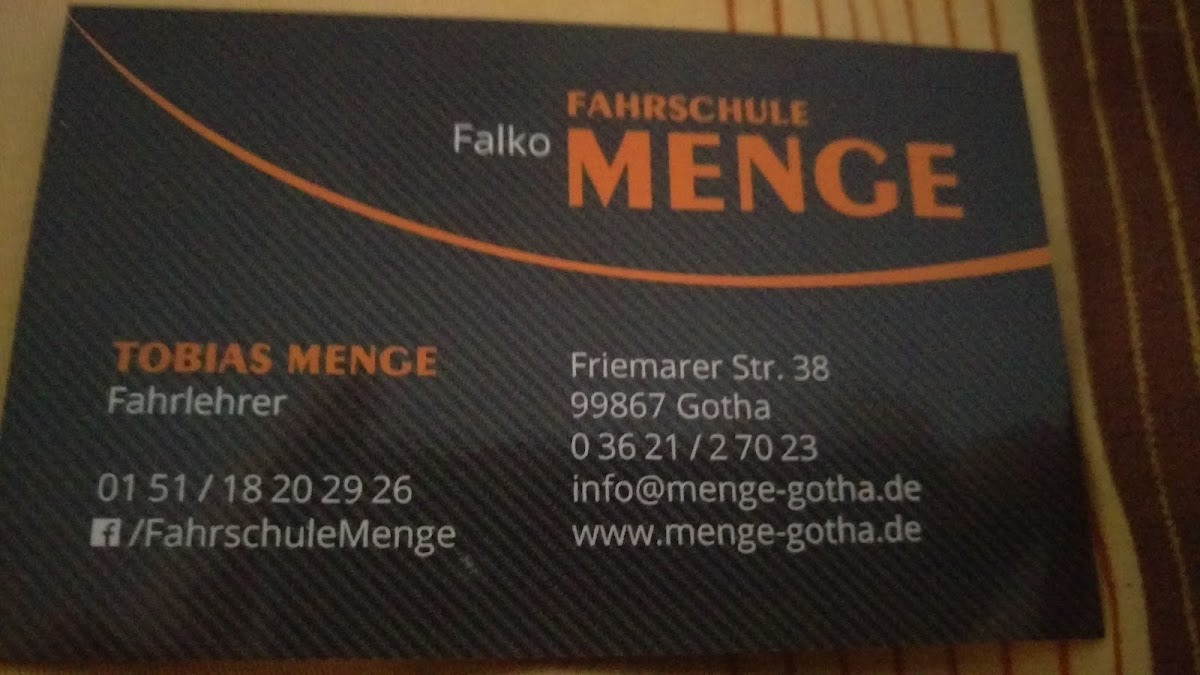 FAHRSCHULE
Falko MENGE
TOBIAS MENGE
Fahrlehrer
01 51 / 18 20 29 26
/FahrschuleMenge
Friemarer Str. 38
99867 Gotha
0 36 21 / 2 70 23
info@menge-gotha.de
www.menge-gotha.de